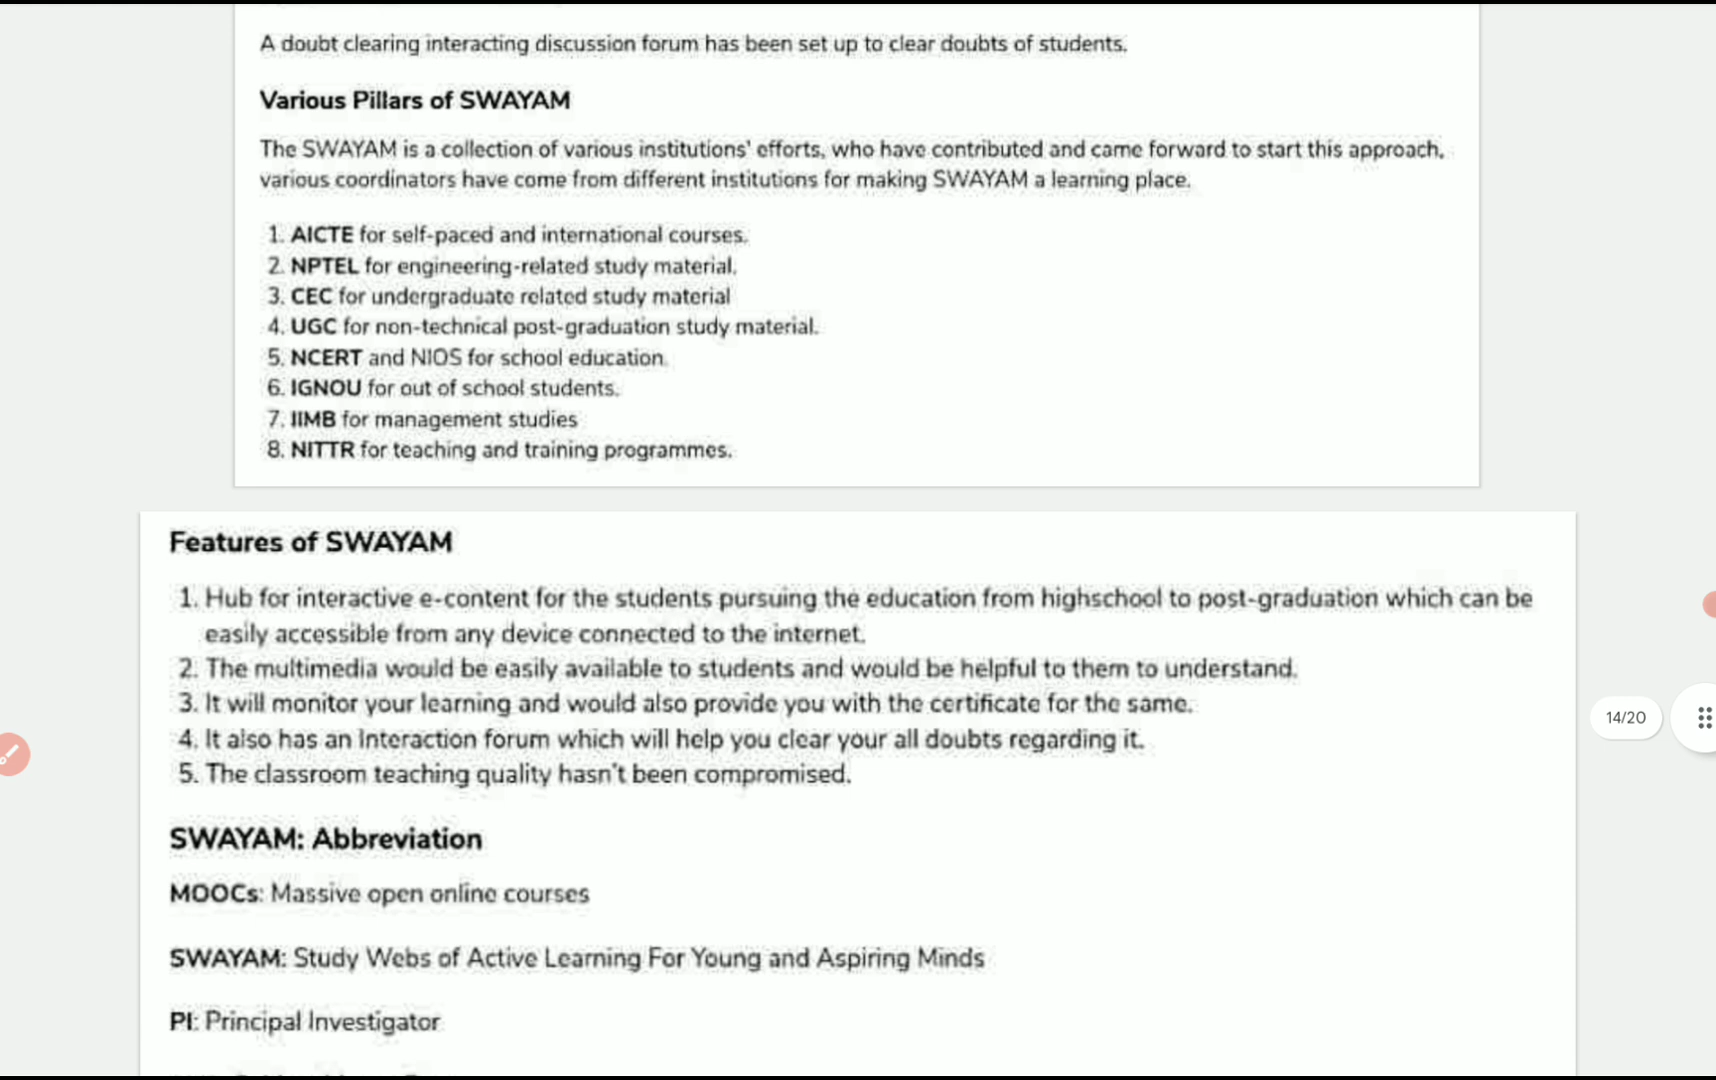 A doubt clearing interacting discussion forum has been set up to clear doubts of students.
Various Pillars of SWAYAM
The SWAYAM is a collection of various institutions' efforts, who have contributed and came forward to start this approach,
various coordinators have come from different institutions for making SWAYAM a learning place.
1. AICTE for self-paced and international courses.
2. NPTEL for engineering-related study material.
3. CEC for undergraduate related study material
4. UGC for non-technical post-graduation study material.
5. NCERT and NIOS for school education.
6. IGNOU for out of school students.
7. IIMB for management studies
8. NITTR for teaching and training programmes.
Features of SWAYAM
1. Hub for interactive e-content for the students pursuing the education from highschool to post-graduation which can be
easily accessible from any device connected to the internet.
2. The multimedia would be easily available to students and would be helpful to them to understand.
3. It will monitor your learning and would also provide you with the certificate for the same.
14/20
4. It also has an Interaction forum which will help you clear your all doubts regarding it.
5. The classroom teaching quality hasn't been compromised.
SWAYAM: Abbreviation
MOOCs: Massive open online courses
SWAYAM: Study Webs of Active Learning For Young and Aspiring Minds
PI: Principal Investigator